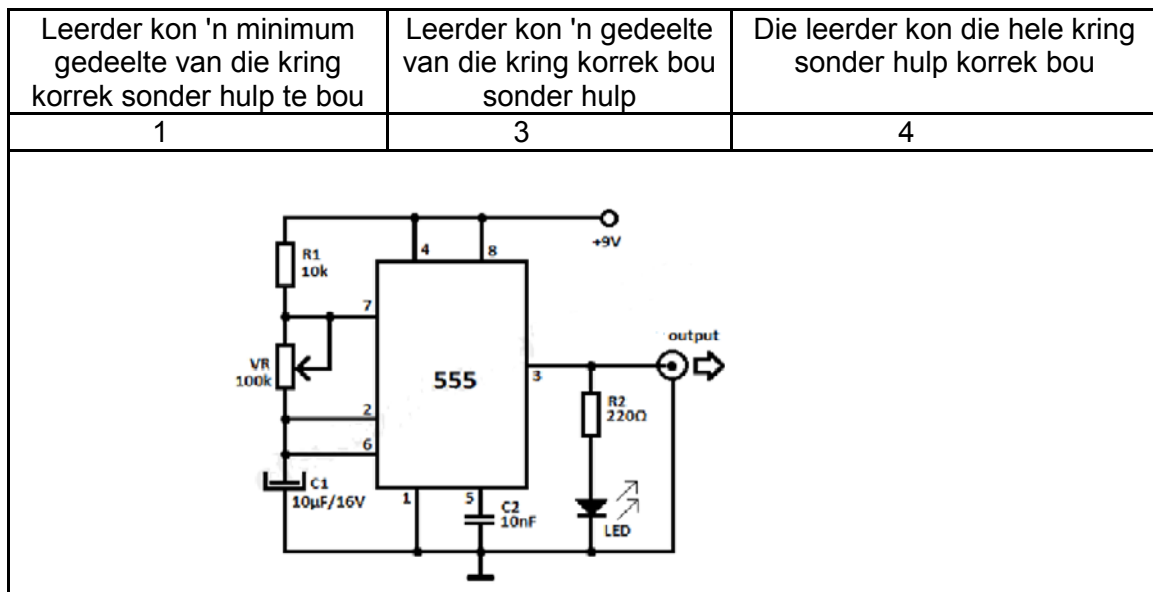 Leerder kon 'n minimum
gedeelte van die kring
korrek sonder hulp te bou
Leerder kon 'n gedeelte
van die kring korrek bou
sonder hulp
Die leerder kon die hele kring
sonder hulp korrek bou
1
3
4
+9V
4
8
R1
10k
7
VR
100k
555
output
3
R2
220Ω
2
6
C1
10µF/16V
1
5
C2
10nF
LED